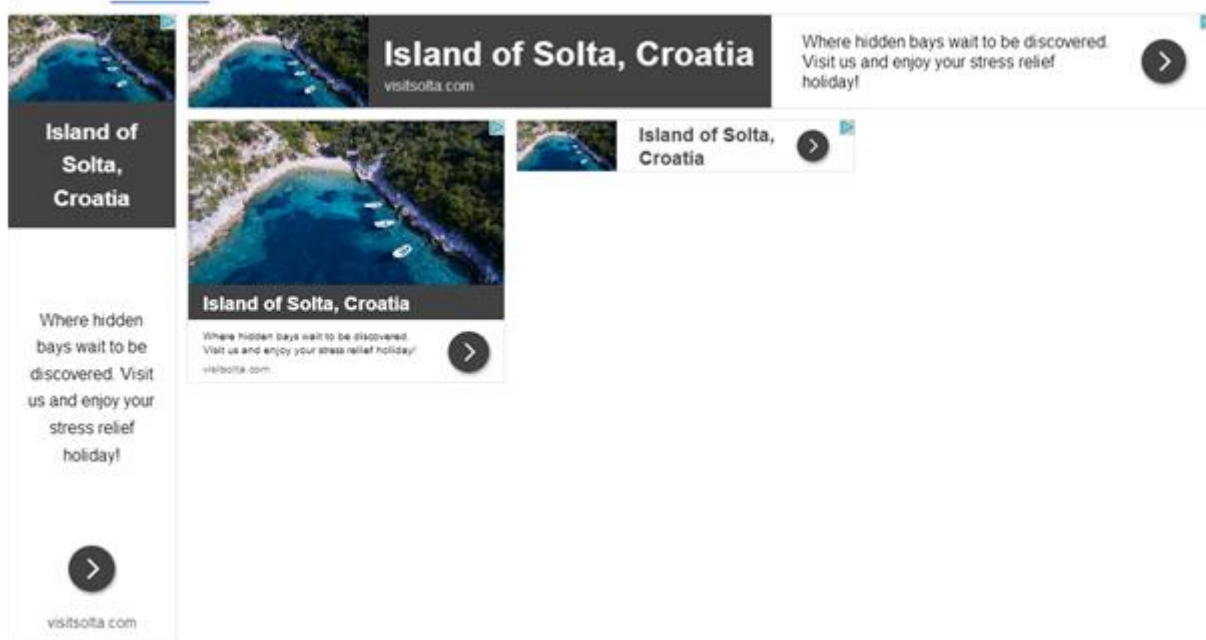 Island of
Solta,
Croatia
Where hidden
bays wait to be
discovered. Visit
us and enjoy your
stress relief
holiday!
visitsolta.com
Island of Solta, Croatia
visitsolta.com
Where hidden bays wait to be discovered.
Visit us and enjoy your stress relief
holiday!
Island of Solta, Croatia
Where hidden bays wait to be discovered.
Visit us and enjoy your stress relief holiday!
visitsolta.com
Island of Solta,
Croatia